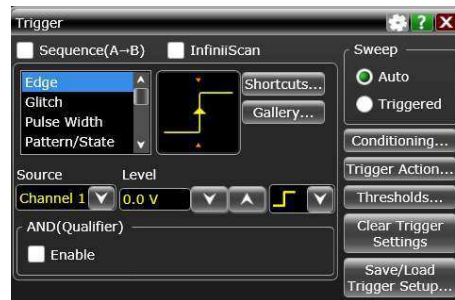 Trigger
?
X
Sequence(A→B)
InfiniiScan
Sweep
Auto
Triggered
Edge
Glitch
Pulse Width
Pattern/State
Shortcuts...
Gallery...
Conditioning...
Trigger Action...
Thresholds...
Clear Trigger
Settings
Save/Load
Trigger Setup...
Source
Level
Channel 1
0.0 V
AND(Qualifier)
Enable